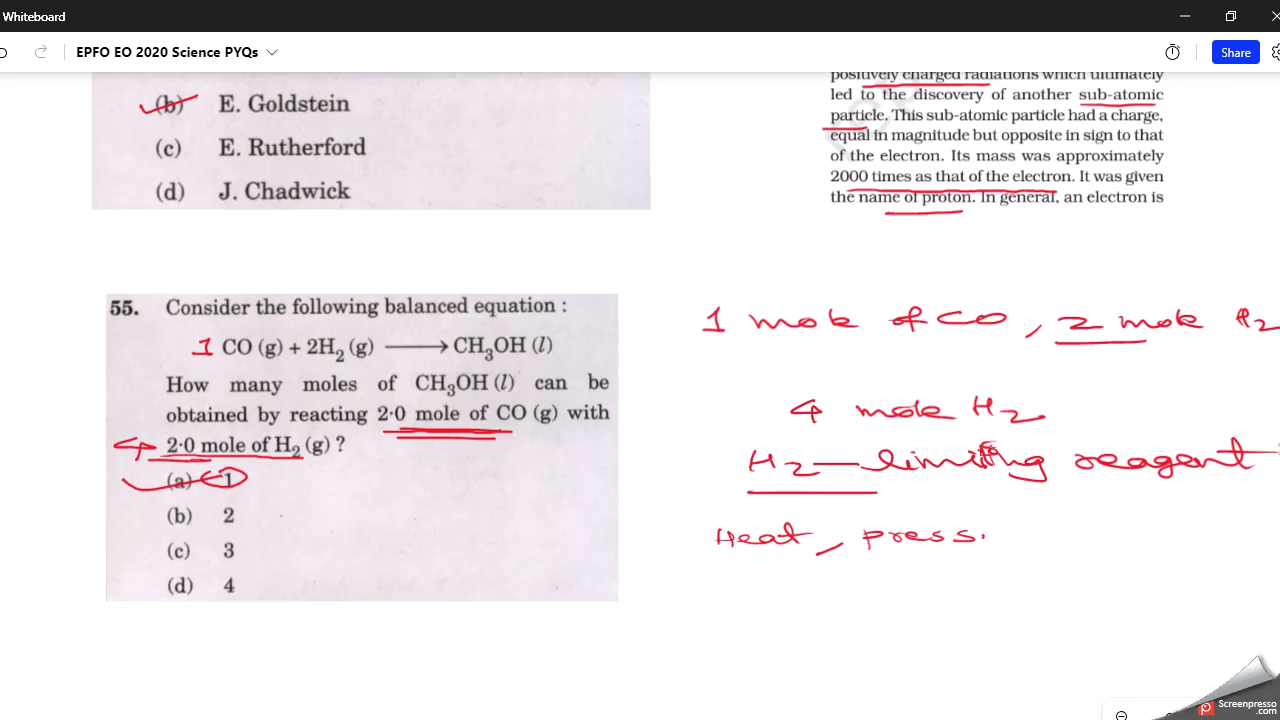 Whiteboard
EPFO EO 2020 Science PYQs
Share
(b) E. Goldstein
(c) E. Rutherford
(d) J. Chadwick
positively charged radiations which ultimately
led to the discovery of another sub-atomic
particle. This sub-atomic particle had a charge,
equal in magnitude but opposite in sign to that
of the electron. Its mass was approximately
2000 times as that of the electron. It was given
the name of proton. In general, an electron is
55. Consider the following balanced equation :
1 CO (g) + 2H₂ (g) ⟶ CH₃OH (l)
How many moles of CH₃OH (l) can be
obtained by reacting 2·0 mole of CO (g) with
4 2·0 mole of H₂ (g) ?
(a) 1
(b) 2
(c) 3
(d) 4
1 mole of CO, 2 mole H2
4 mole H2
H2 — limiting reagent
Heat, press.
Screenpresso
.com